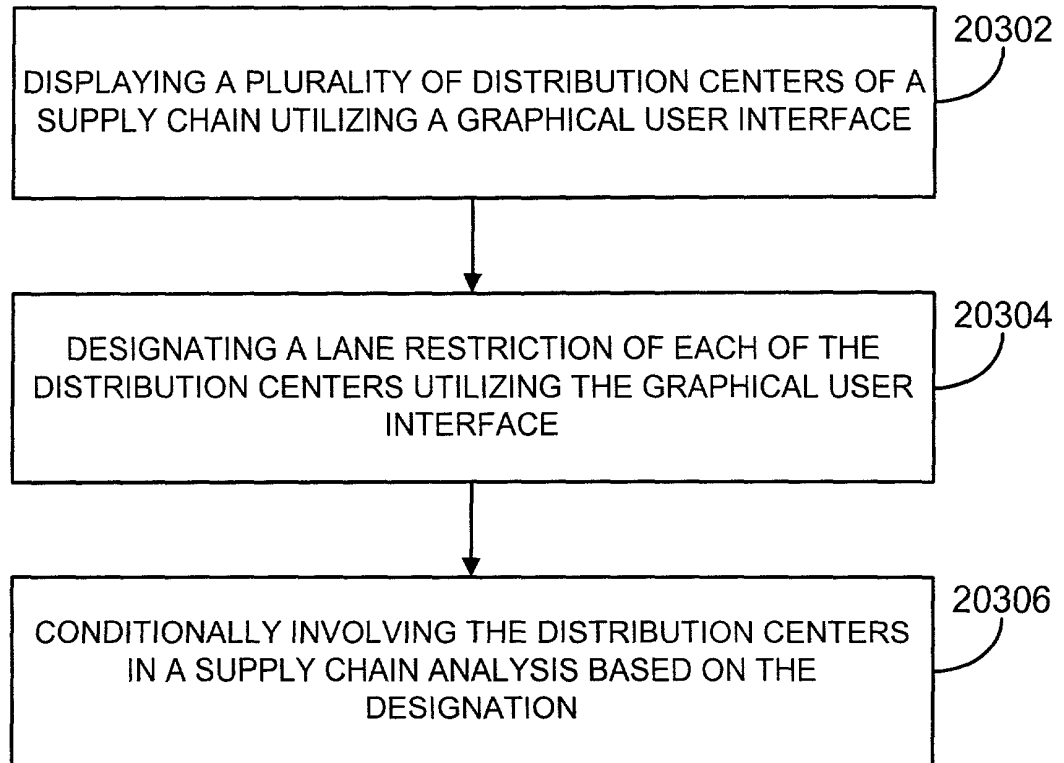 20302
DISPLAYING A PLURALITY OF DISTRIBUTION CENTERS OF A
SUPPLY CHAIN UTILIZING A GRAPHICAL USER INTERFACE
20304
DESIGNATING A LANE RESTRICTION OF EACH OF THE
DISTRIBUTION CENTERS UTILIZING THE GRAPHICAL USER
INTERFACE
20306
CONDITIONALLY INVOLVING THE DISTRIBUTION CENTERS
IN A SUPPLY CHAIN ANALYSIS BASED ON THE
DESIGNATION